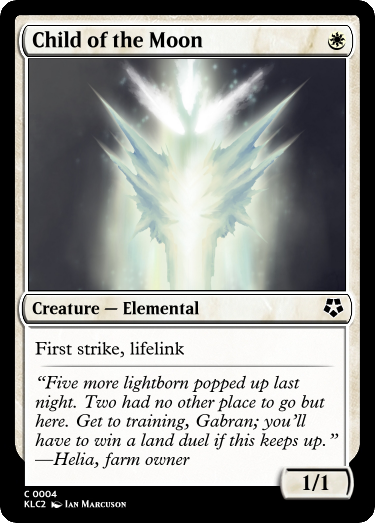 Child of the Moon
Creature — Elemental
First strike, lifelink
“Five more lightborn popped up last
night. Two had no other place to go but
here. Get to training, Gabran; you’ll
have to win a land duel if this keeps up.”
—Helia, farm owner
1/1
C 0004
KLC2 Ian Marcuson